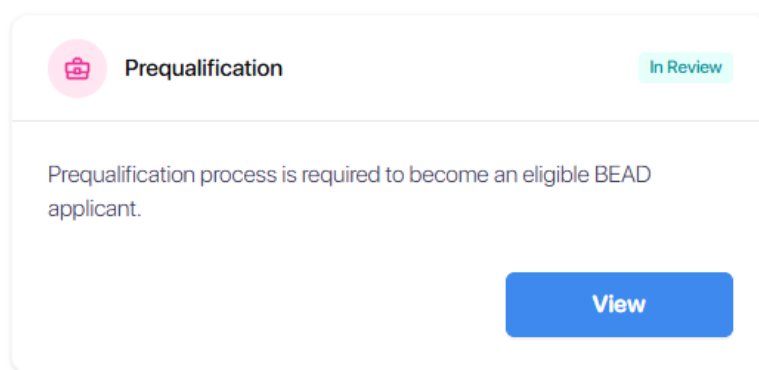 Prequalification
In Review
Prequalification process is required to become an eligible BEAD
applicant.
View